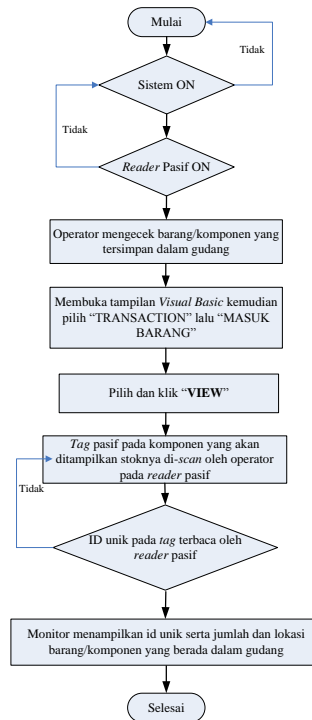 Mulai
Tidak
Sistem ON
Tidak
Reader Pasif ON
Operator mengecek barang/komponen yang
tersimpan dalam gudang
Membuka tampilan Visual Basic kemudian
pilih “TRANSACTION” lalu “MASUK
BARANG”
Pilih dan klik “VIEW”
Tag pasif pada komponen yang akan
ditampilkan stoknya di-scan oleh operator
pada reader pasif
Tidak
ID unik pada tag terbaca oleh
reader pasif
Monitor menampilkan id unik serta jumlah dan lokasi
barang/komponen yang berada dalam gudang
Selesai